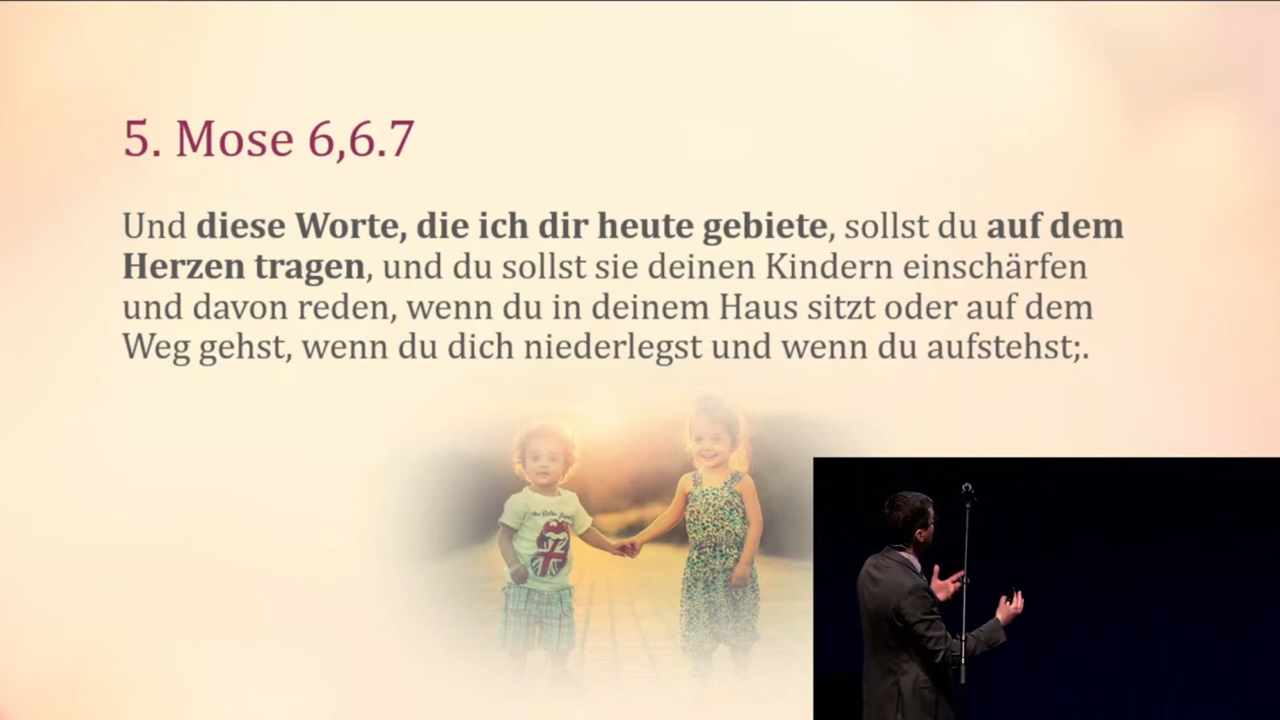 5. Mose 6,6.7
Und diese Worte, die ich dir heute gebiete, sollst du auf dem
Herzen tragen, und du sollst sie deinen Kindern einschärfen
und davon reden, wenn du in deinem Haus sitzt oder auf dem
Weg gehst, wenn du dich niederlegst und wenn du aufstehst;.